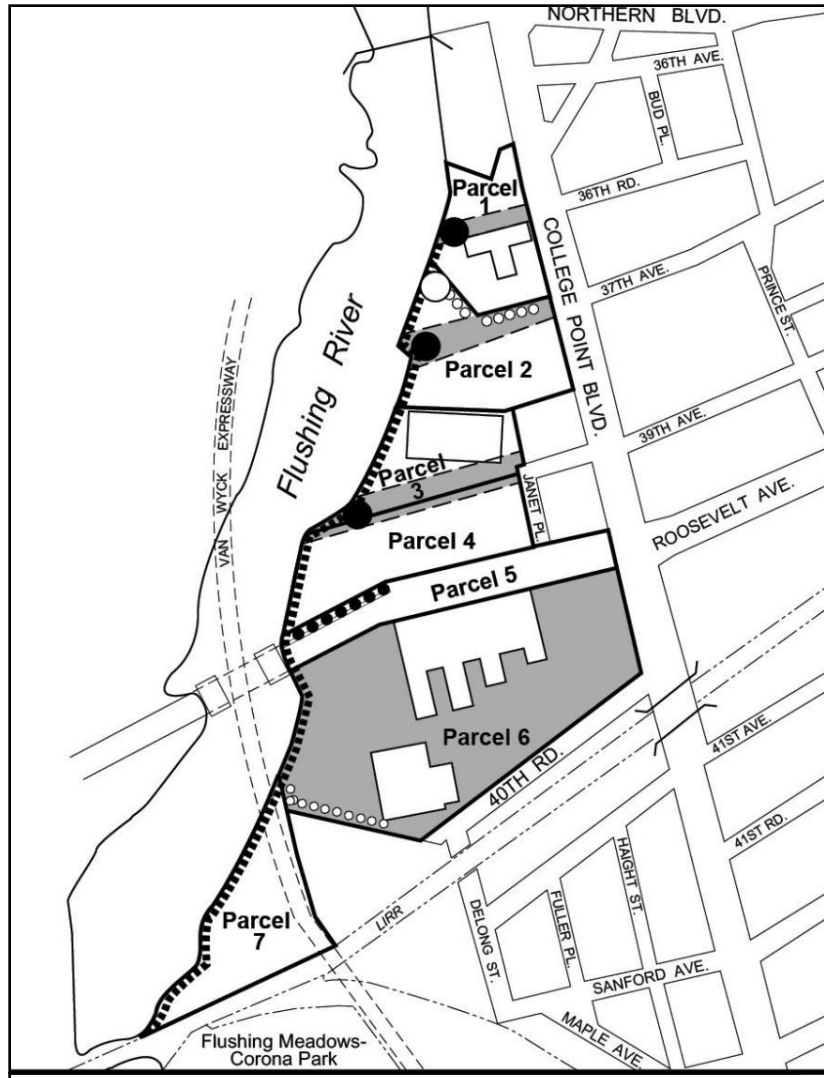 NORTHERN BLVD.
36TH AVE.
BUD PL.
Parcel
1
36TH RD.
COLLEGE POINT BLVD.
37TH AVE.
PRINCE ST.
Flushing River
VAN WYCK EXPRESSWAY
Parcel 2
39TH AVE.
Parcel
3
JANET PL.
ROOSEVELT AVE.
Parcel 4
Parcel 5
Parcel 6
40TH RD.
41ST AVE.
41ST RD.
HAIGHT ST.
FULLER PL.
DELONG ST.
LIRR
Parcel
7
SANFORD AVE.
MAPLE AVE.
Flushing Meadows-
Corona Park